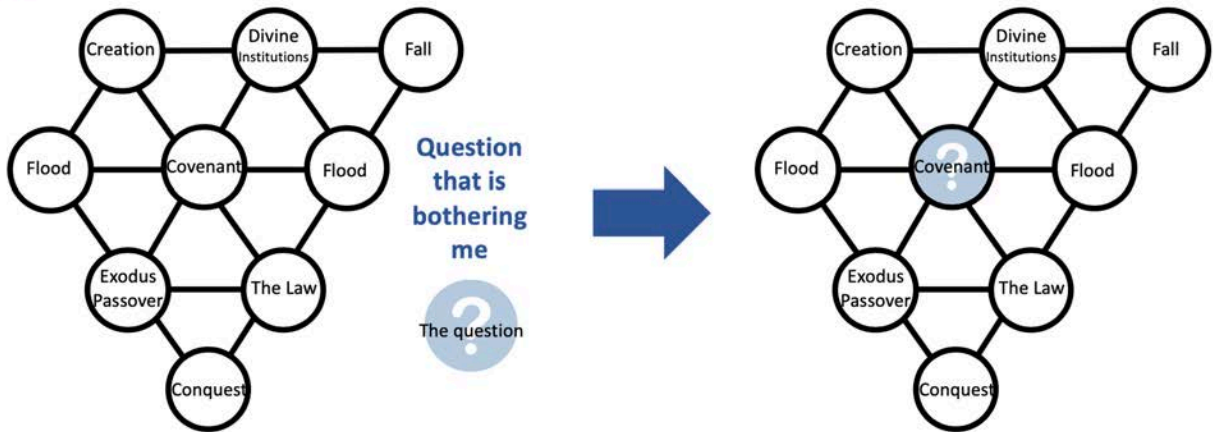 Creation
Divine
Institutions
Fall
Flood
Covenant
Flood
Exodus
Passover
The Law
Conquest
Question
that is
bothering
me
?
The question
Creation
Divine
Institutions
Fall
Flood
?
Covenant
Flood
Exodus
Passover
The Law
Conquest